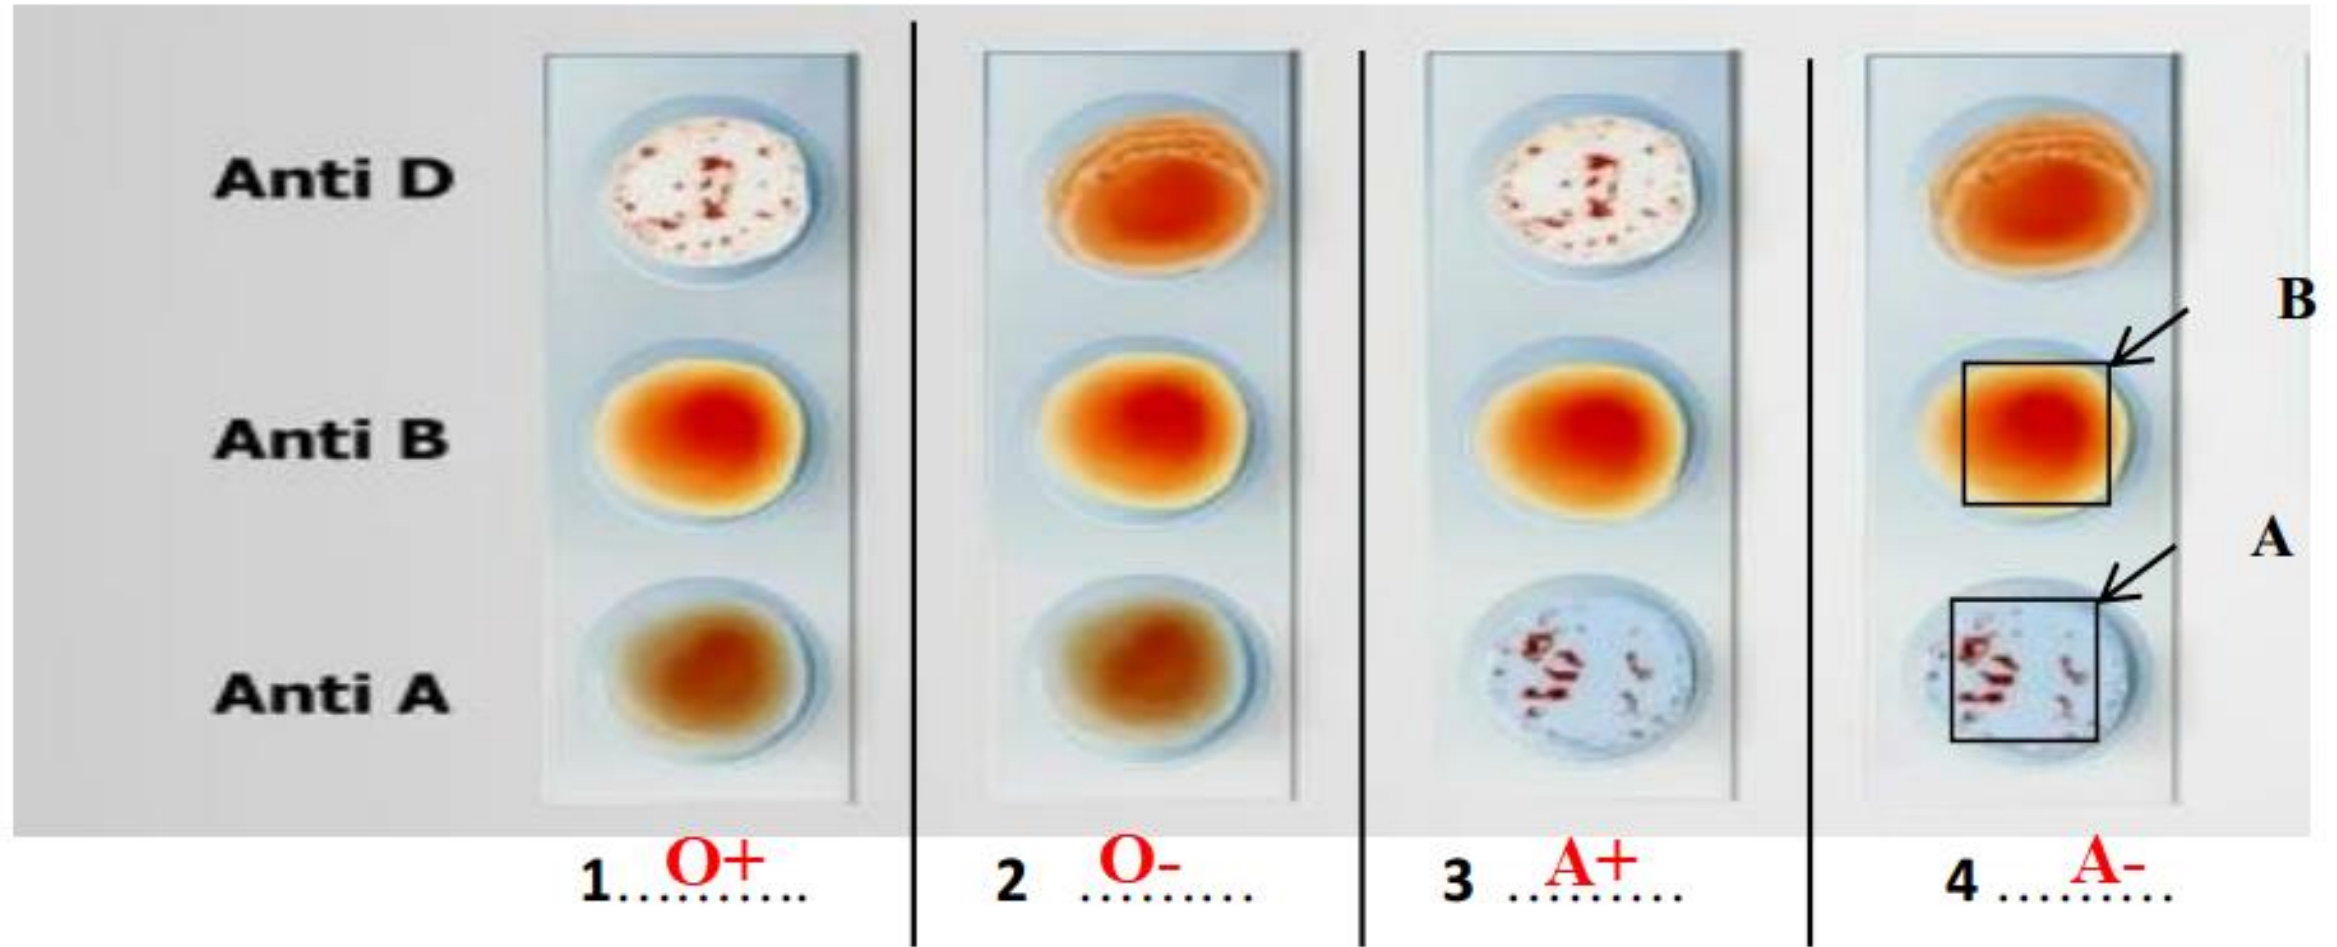 Anti D
B
Anti B
A
Anti A
1..........O+
2 .........O-
3 .........A+
4 .........A-